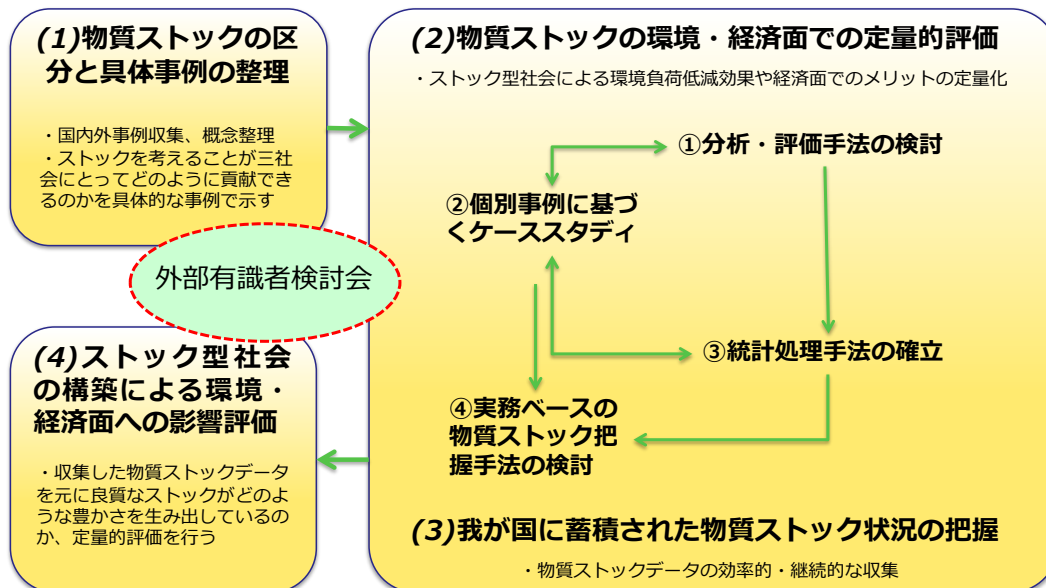 (1)物質ストックの区
分と具体事例の整理
・国内外事例収集、概念整理
・ストックを考えることが三社
会にとってどのように貢献でき
るのかを具体的な事例で示す
(2)物質ストックの環境・経済面での定量的評価
・ストック型社会による環境負荷低減効果や経済面でのメリットの定量化
①分析・評価手法の検討
②個別事例に基づ
くケーススタディ
③統計処理手法の確立
④実務ベースの
物質ストック把
握手法の検討
(3)我が国に蓄積された物質ストック状況の把握
・物質ストックデータの効率的・継続的な収集
外部有識者検討会
(4)ストック型社会
の構築による環境・
経済面への影響評価
・収集した物質ストックデータ
を元に良質なストックがどのよ
うな豊かさを生み出しているの
か、定量的評価を行う